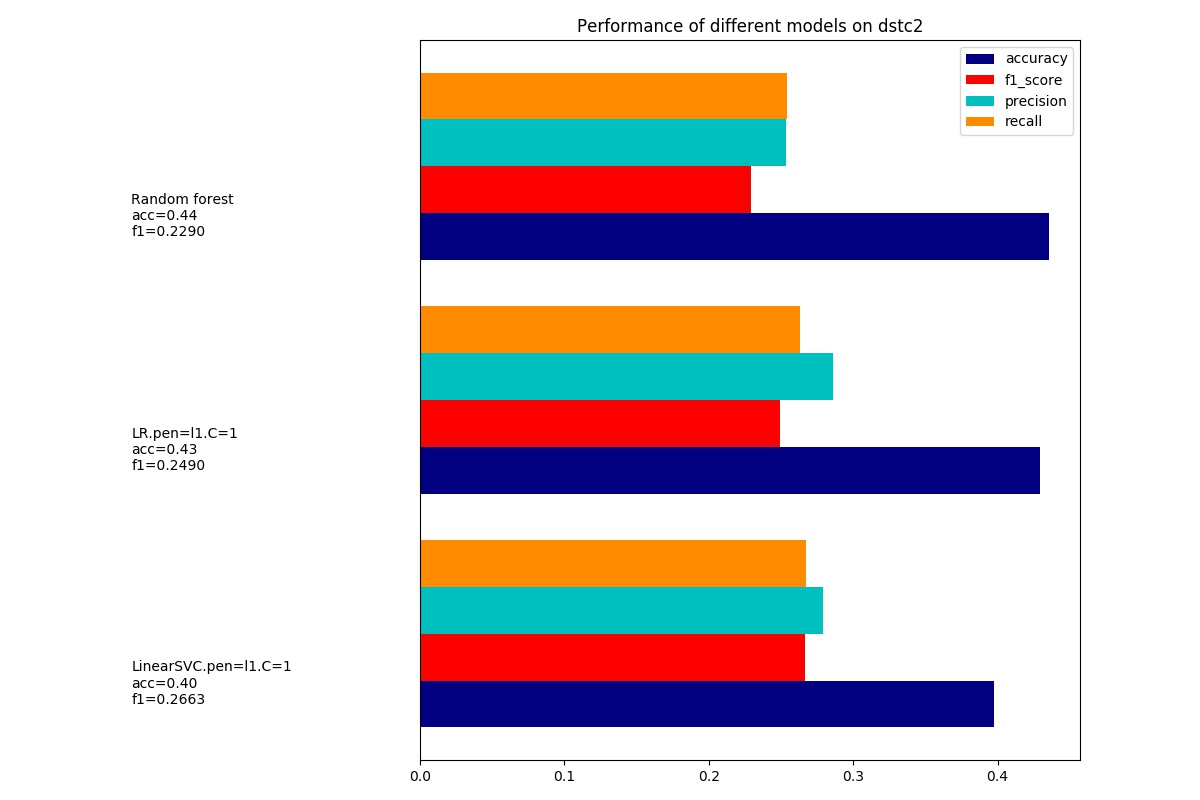 Performance of different models on dstc2
accuracy
f1_score
precision
recall
Random forest
acc=0.44
f1=0.2290
LR.pen=l1.C=1
acc=0.43
f1=0.2490
LinearSVC.pen=l1.C=1
acc=0.40
f1=0.2663
0.0 0.1 0.2 0.3 0.4